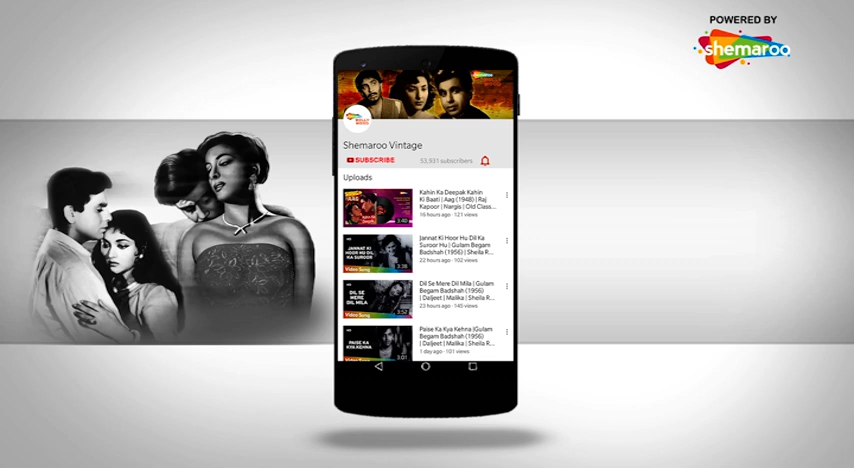 POWERED BY
shemaroo
Shemaroo Vintage
SUBSCRIBE
53,931 subscribers
Uploads
Kahin Ka Deepak Kahin
Ki Baati | Aag (1948) | Raj
Kapoor | Nargis | Old Class...
16 hours ago · 121 views
3:40
Jannat Ki Hoor Hu Dil Ka
Suroor Hu | Gulam Begam
Badshah (1956) | Sheila R...
22 hours ago · 102 views
JANNAT KI
HOOR HU DIL
KA SUROOR
Video Song
3:38
Dil Se Mere Dil Mila | Gulam
Begam Badshah (1956)
| Daljeet | Malika | Sheila R...
23 hours ago · 145 views
DIL SE
MERE
DIL MILA
Video Song
3:52
Paise Ka Kya Kehna |Gulam
Begam Badshah (1956)
| Daljeet | Malika | Sheila R...
1 day ago · 101 views
PAISE KA
KYA KEHNA
3:01